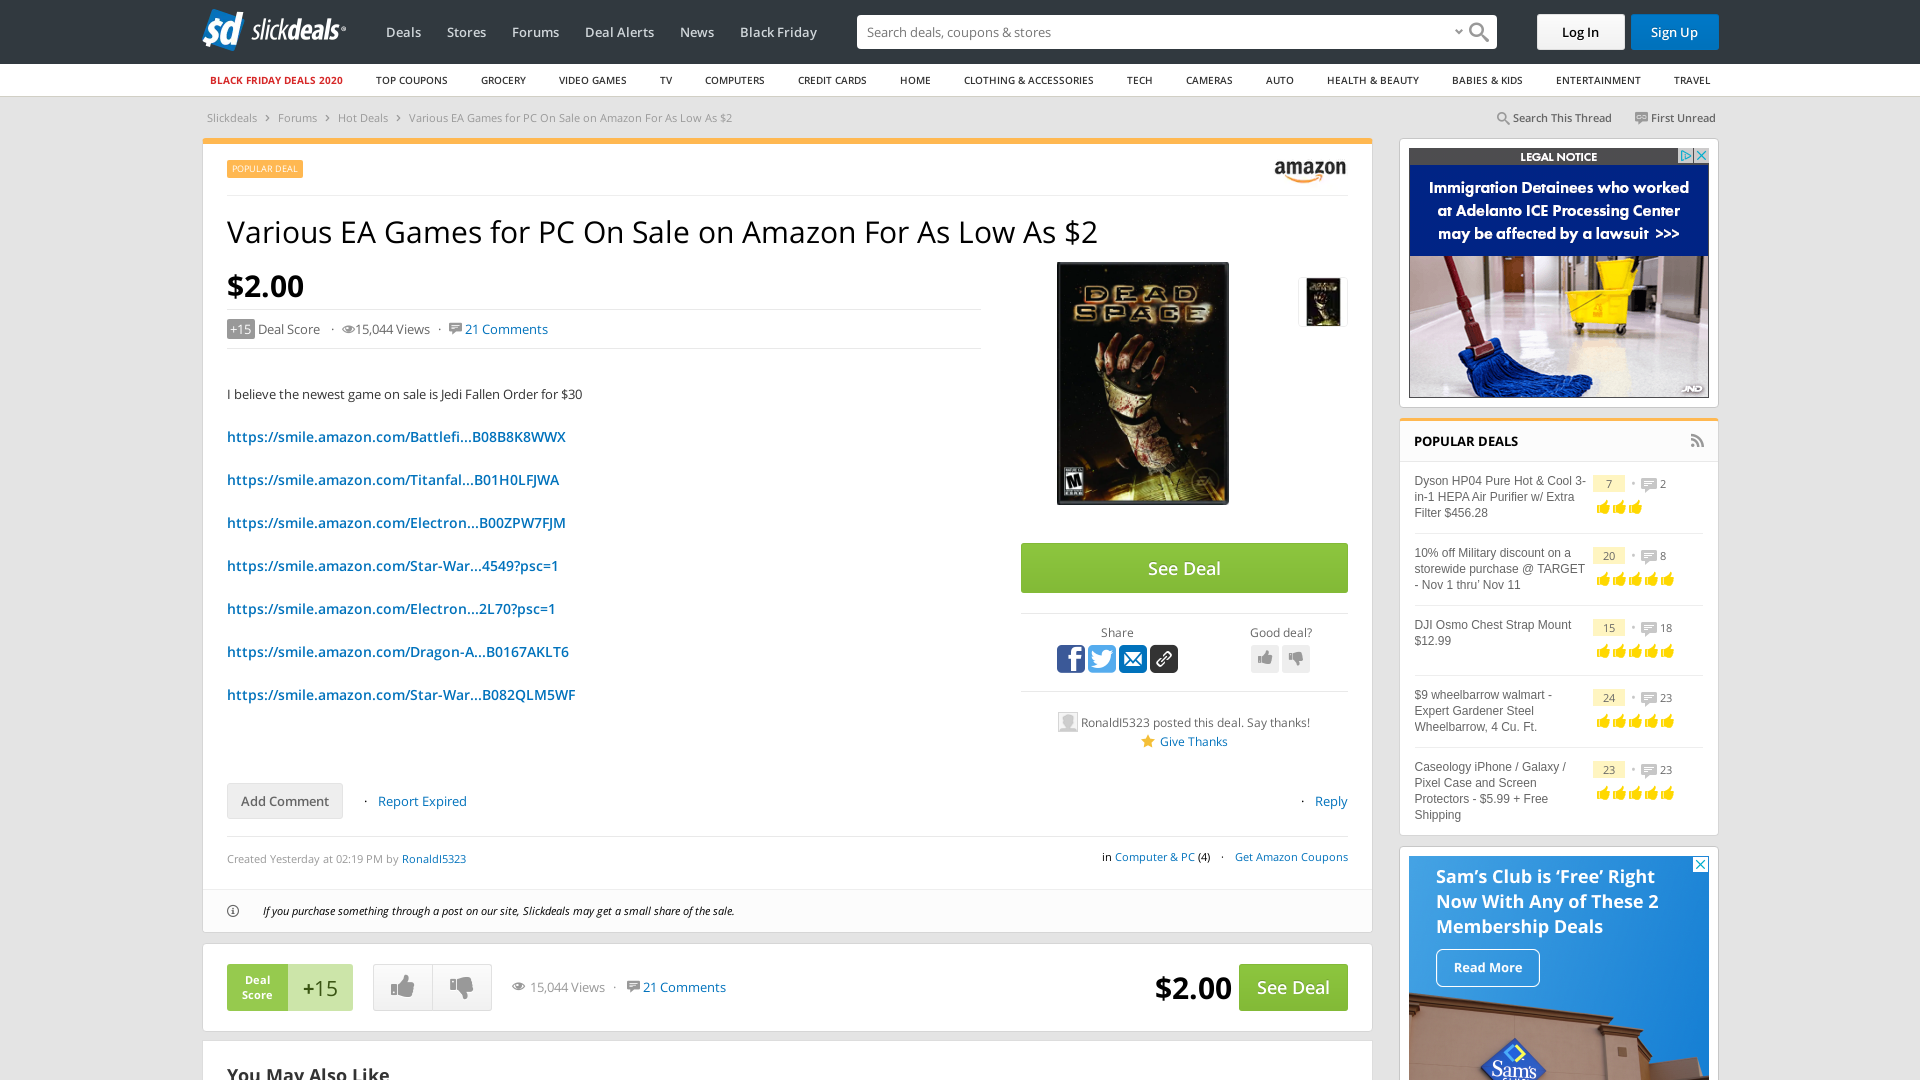 sd slickdeals
Deals Stores Forums Deal Alerts News Black Friday Search deals, coupons & stores Log In Sign Up
BLACK FRIDAY DEALS 2020 TOP COUPONS GROCERY VIDEO GAMES TV COMPUTERS CREDIT CARDS HOME CLOTHING & ACCESSORIES TECH CAMERAS AUTO HEALTH & BEAUTY BABIES & KIDS ENTERTAINMENT TRAVEL
Slickdeals › Forums › Hot Deals › Various EA Games for PC On Sale on Amazon For As Low As $2
Search This Thread First Unread
POPULAR DEAL
amazon
Various EA Games for PC On Sale on Amazon For As Low As $2
$2.00
+15 Deal Score · 15,044 Views · 21 Comments
I believe the newest game on sale is Jedi Fallen Order for $30
https://smile.amazon.com/Battlefi...B08B8K8WWX
https://smile.amazon.com/Titanfal...B01H0LFJWA
https://smile.amazon.com/Electron...B00ZPW7FJM
https://smile.amazon.com/Star-War...4549?psc=1
https://smile.amazon.com/Electron...2L70?psc=1
https://smile.amazon.com/Dragon-A...B0167AKLT6
https://smile.amazon.com/Star-War...B082QLM5WF
DEAD
SPACE
M
See Deal
Share Good deal?
RonaldI5323 posted this deal. Say thanks!
Give Thanks
Add Comment · Report Expired · Reply
Created Yesterday at 02:19 PM by RonaldI5323
in Computer & PC (4) · Get Amazon Coupons
If you purchase something through a post on our site, Slickdeals may get a small share of the sale.
Deal
Score
+15
15,044 Views · 21 Comments
$2.00 See Deal
You May Also Like
LEGAL NOTICE
Immigration Detainees who worked
at Adelanto ICE Processing Center
may be affected by a lawsuit >>>
JND
POPULAR DEALS
Dyson HP04 Pure Hot & Cool 3-
in-1 HEPA Air Purifier w/ Extra
Filter $456.28
7 · 2
10% off Military discount on a
storewide purchase @ TARGET
- Nov 1 thru' Nov 11
20 · 8
DJI Osmo Chest Strap Mount
$12.99
15 · 18
$9 wheelbarrow walmart -
Expert Gardener Steel
Wheelbarrow, 4 Cu. Ft.
24 · 23
Caseology iPhone / Galaxy /
Pixel Case and Screen
Protectors - $5.99 + Free
Shipping
23 · 23
Sam's Club is ‘Free’ Right
Now With Any of These 2
Membership Deals
Read More
Sam's